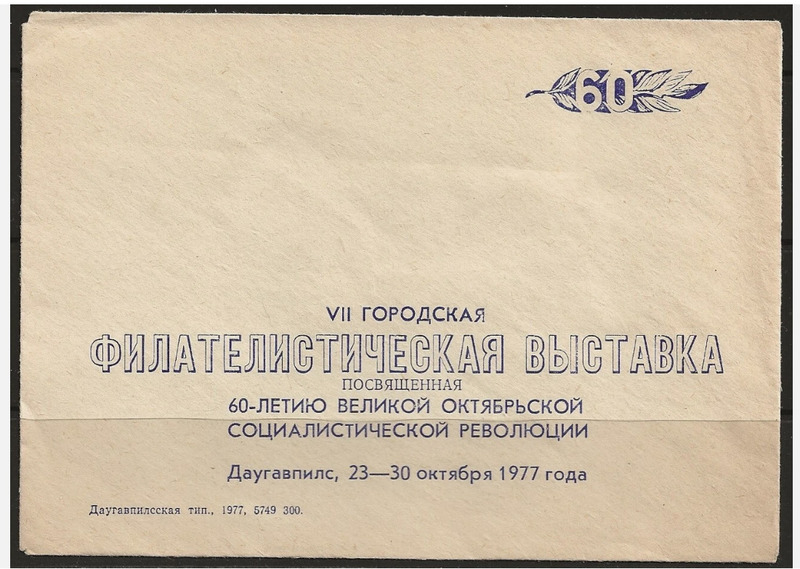 60
VII ГОРОДСКАЯ
ФИЛАТЕЛИСТИЧЕСКАЯ ВЫСТАВКА
ПОСВЯЩЕННАЯ
60-ЛЕТИЮ ВЕЛИКОЙ ОКТЯБРЬСКОЙ
СОЦИАЛИСТИЧЕСКОЙ РЕВОЛЮЦИИ
Даугавпилс, 23—30 октября 1977 года
Даугавпилсская тип., 1977, 5749 300.